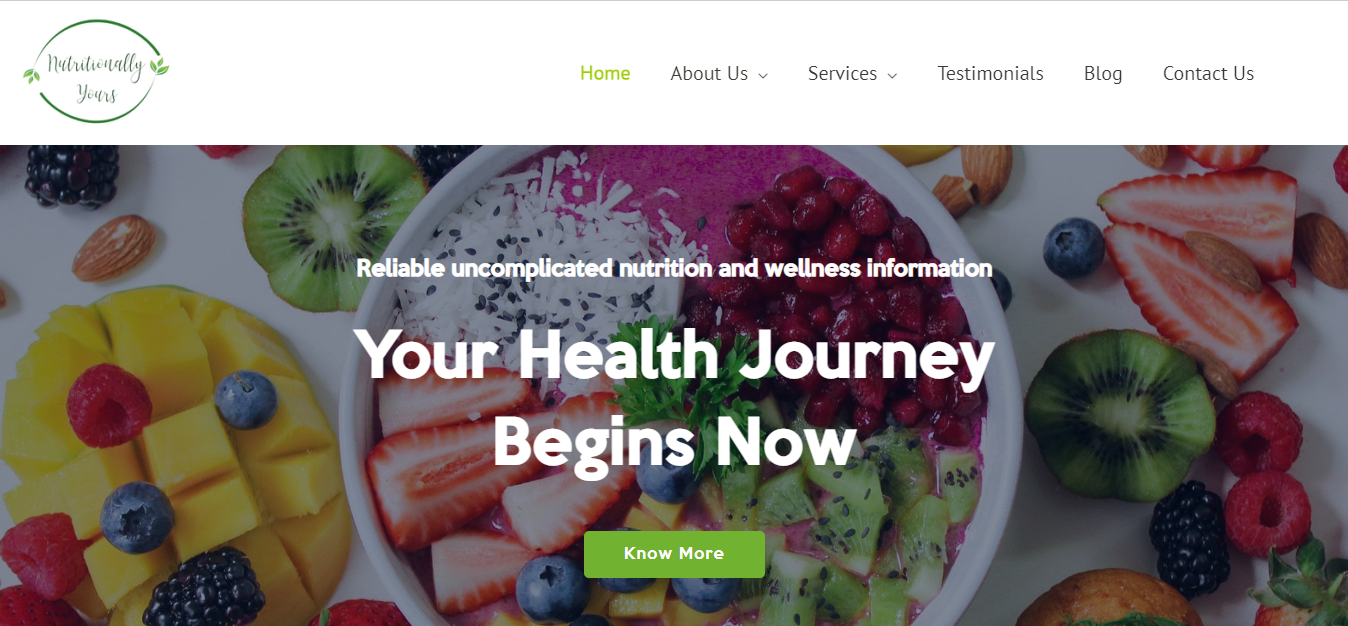 Nutritionally
Yours
Home About Us Services Testimonials Blog Contact Us
Reliable uncomplicated nutrition and wellness information
Your Health Journey
Begins Now
Know More